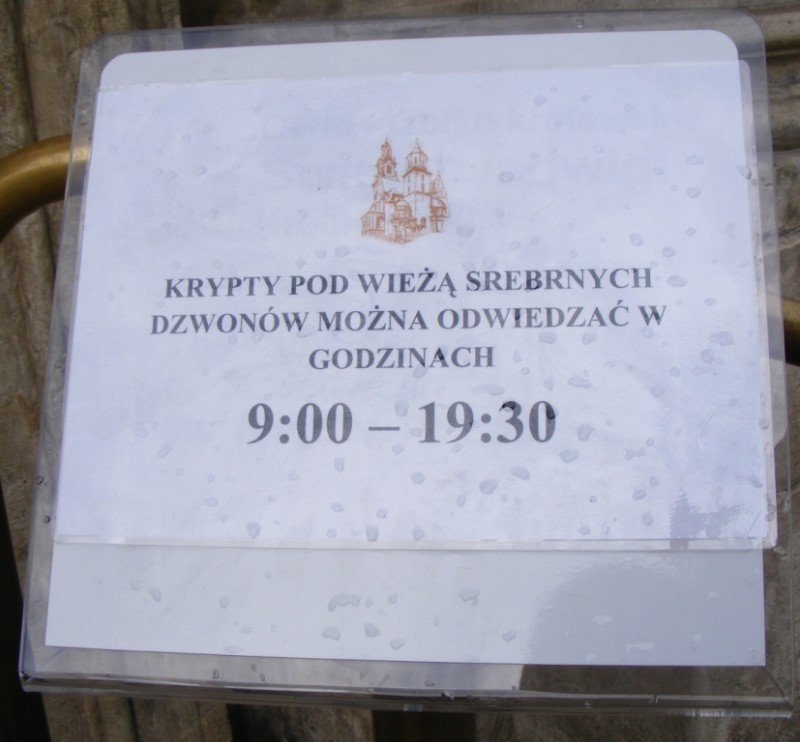 KRYPTY POD WIEŻĄ SREBRNYCH
DZWONÓW MOŻNA ODWIEDZAĆ W
GODZINACH
9:00 – 19:30